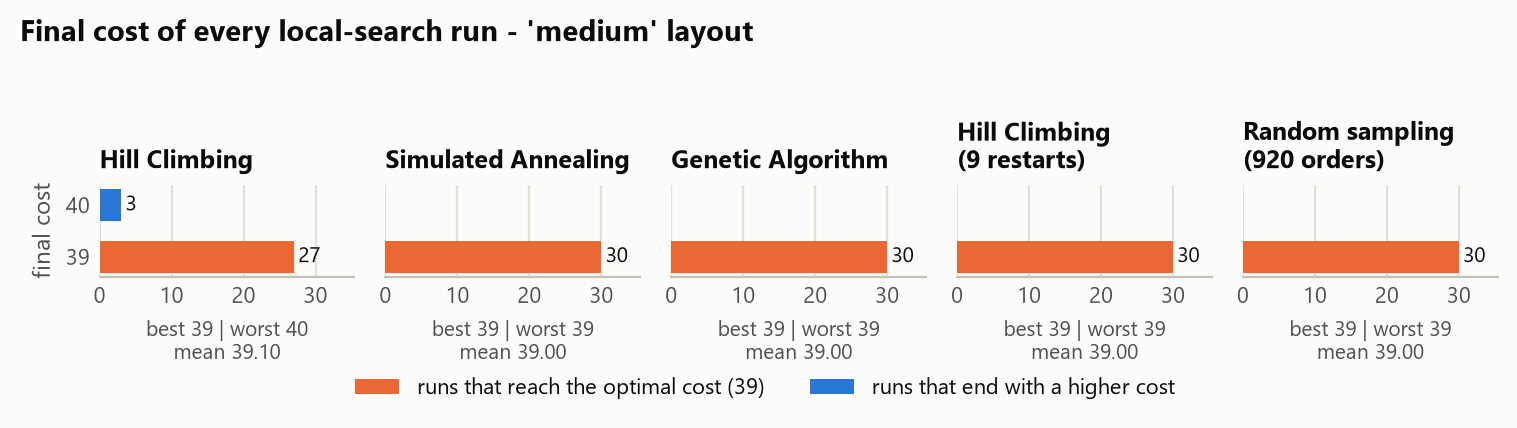 Final cost of every local-search run - 'medium' layout
Hill Climbing
Simulated Annealing
Genetic Algorithm
Hill Climbing
(9 restarts)
Random sampling
(920 orders)
final cost
40
39
3
27
30
30
30
30
0 10 20 30
0 10 20 30
0 10 20 30
0 10 20 30
0 10 20 30
best 39 | worst 40
mean 39.10
best 39 | worst 39
mean 39.00
best 39 | worst 39
mean 39.00
best 39 | worst 39
mean 39.00
best 39 | worst 39
mean 39.00
runs that reach the optimal cost (39)
runs that end with a higher cost